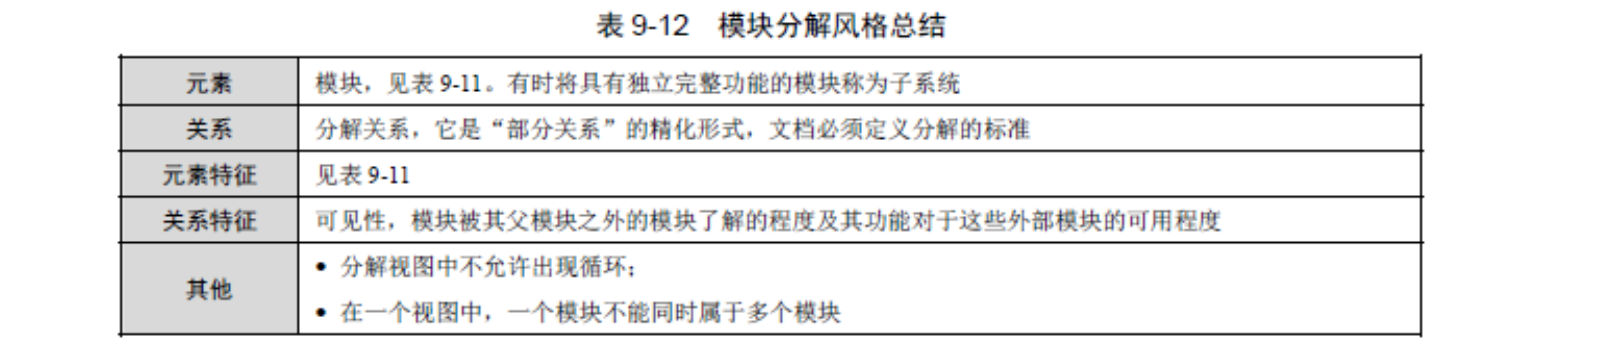 表 9-12 模块分解风格总结
元素 模块，见表 9-11。有时将具有独立完整功能的模块称为子系统
关系 分解关系，它是“部分关系”的精化形式，文档必须定义分解的标准
元素特征 见表 9-11
关系特征 可见性，模块被其父模块之外的模块了解的程度及其功能对于这些外部模块的可用程度
其他
• 分解视图中不允许出现循环；
• 在一个视图中，一个模块不能同时属于多个模块